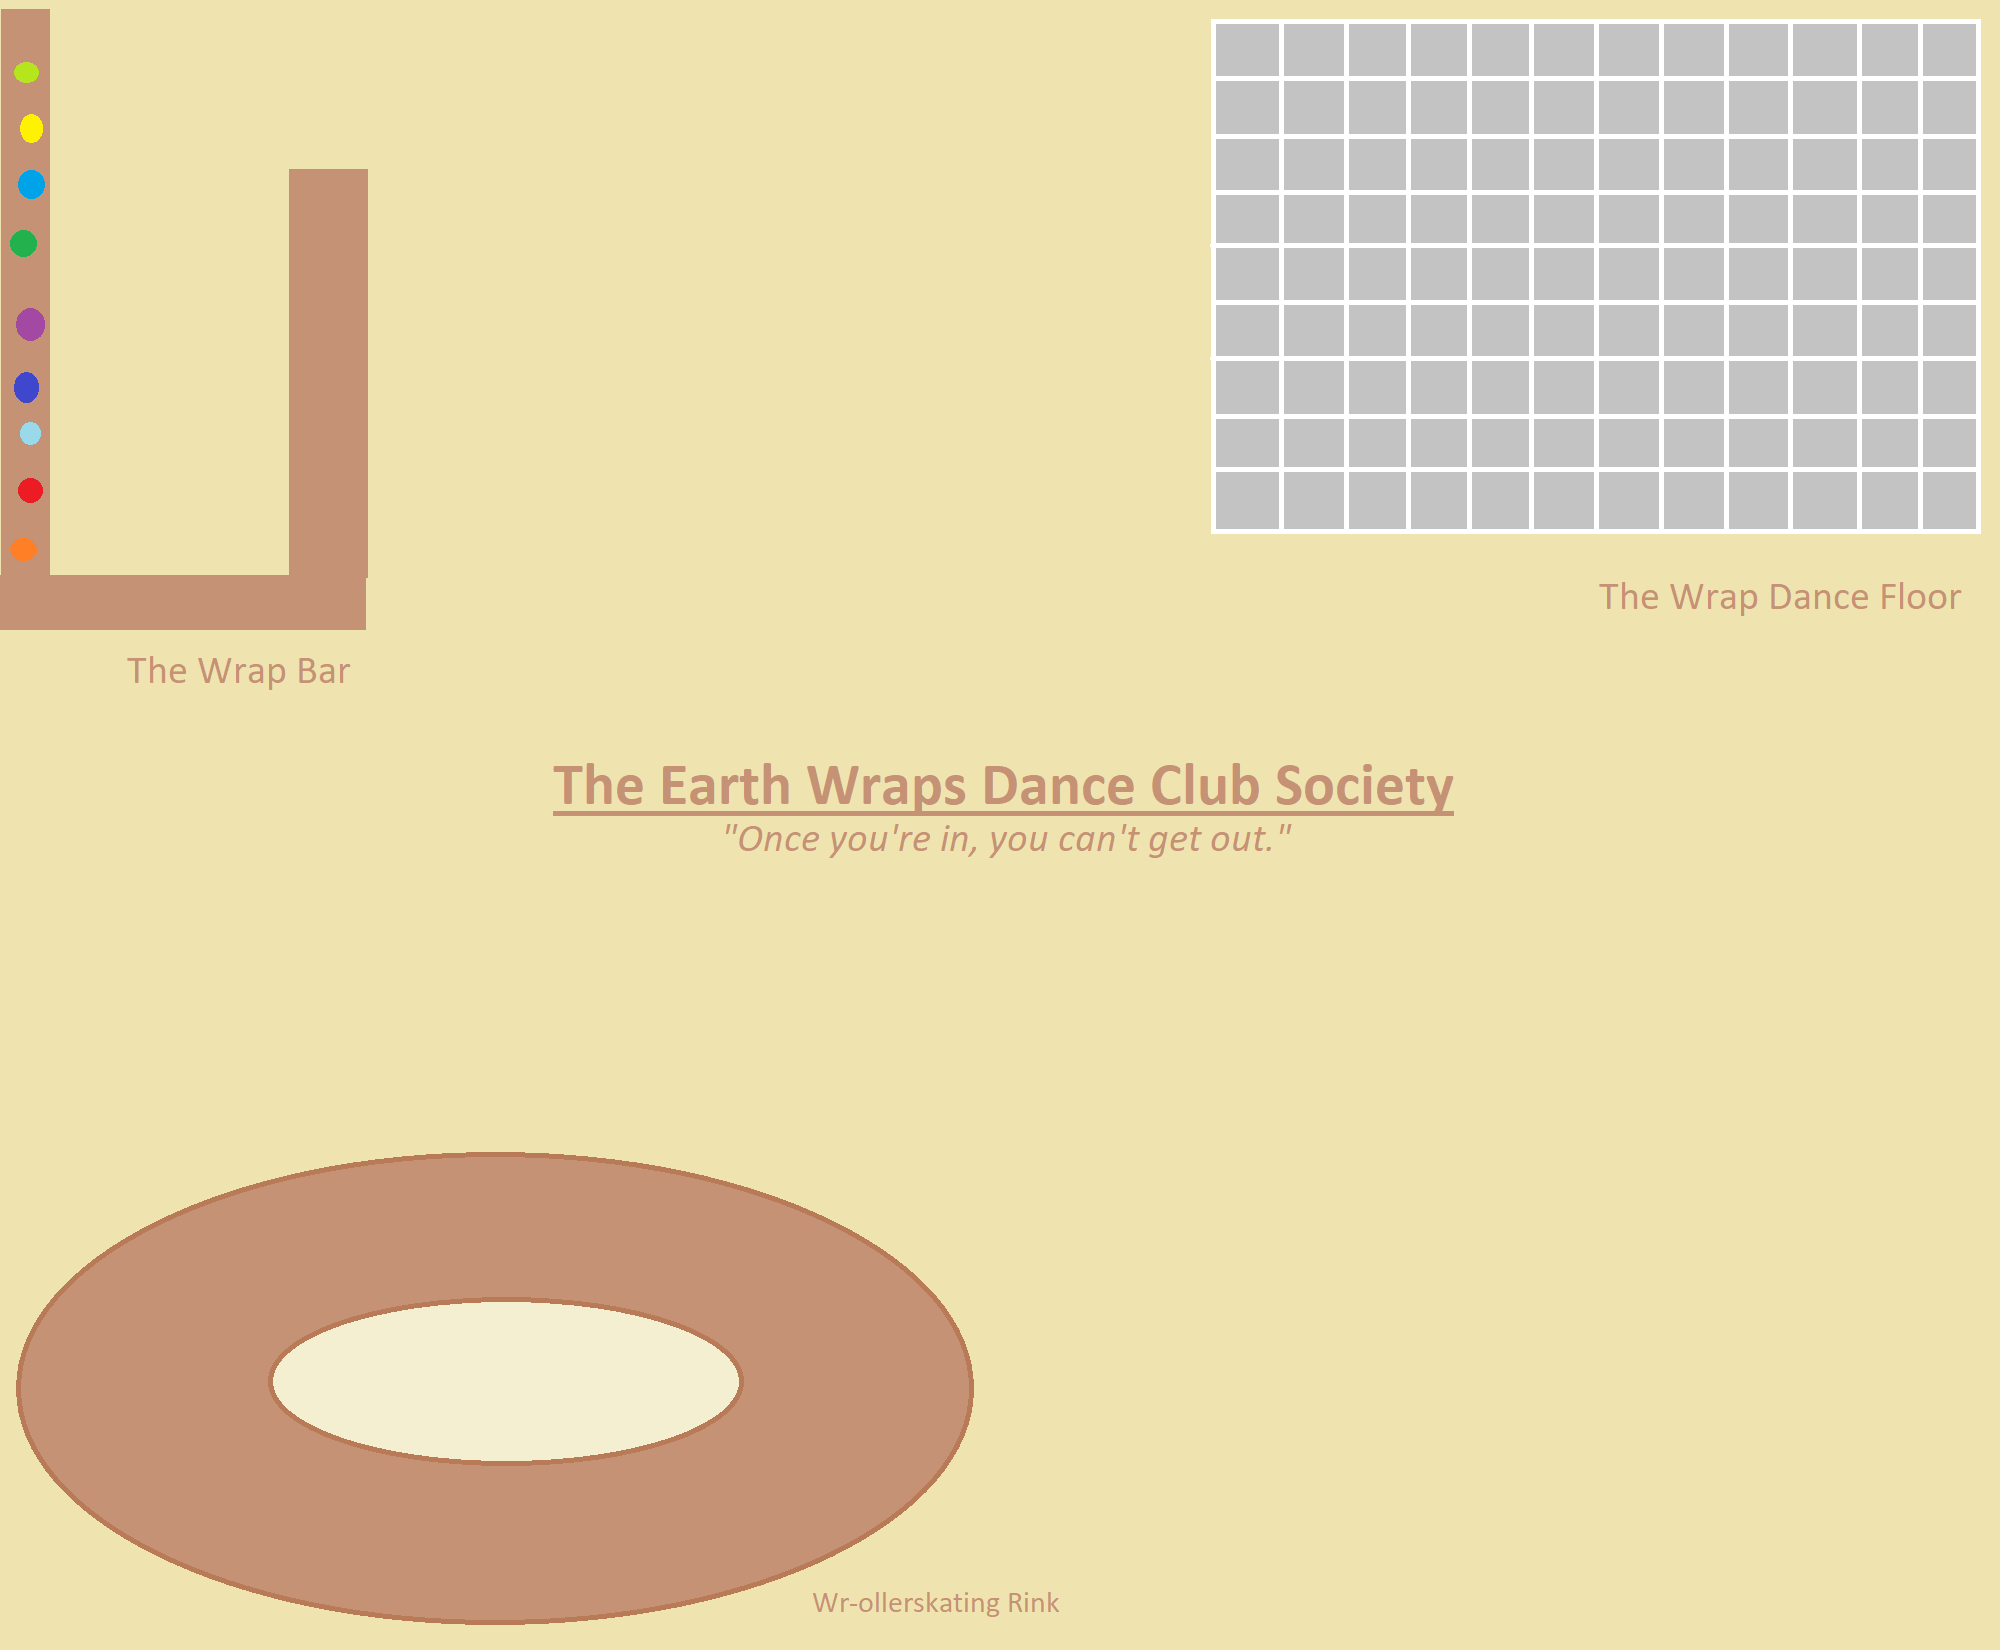 The Wrap Dance Floor
The Wrap Bar
The Earth Wraps Dance Club Society
"Once you're in, you can't get out."
Wr-ollerskating Rink